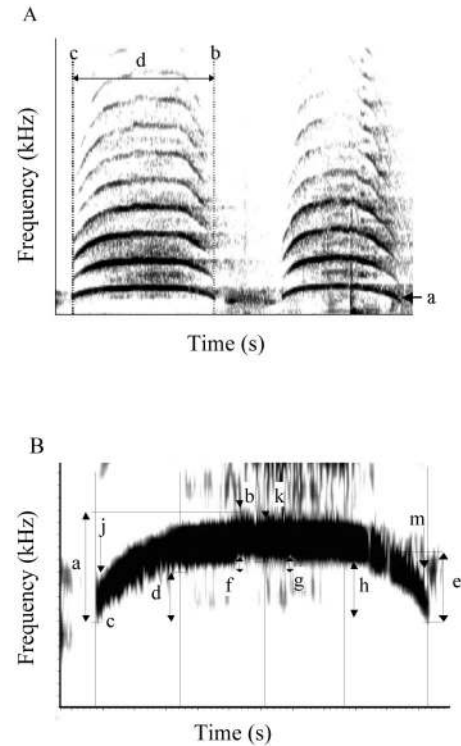 A
c d b
Frequency (kHz)
a
Time (s)
B
b k
j m
a
d f g h e
c
Frequency (kHz)
Time (s)